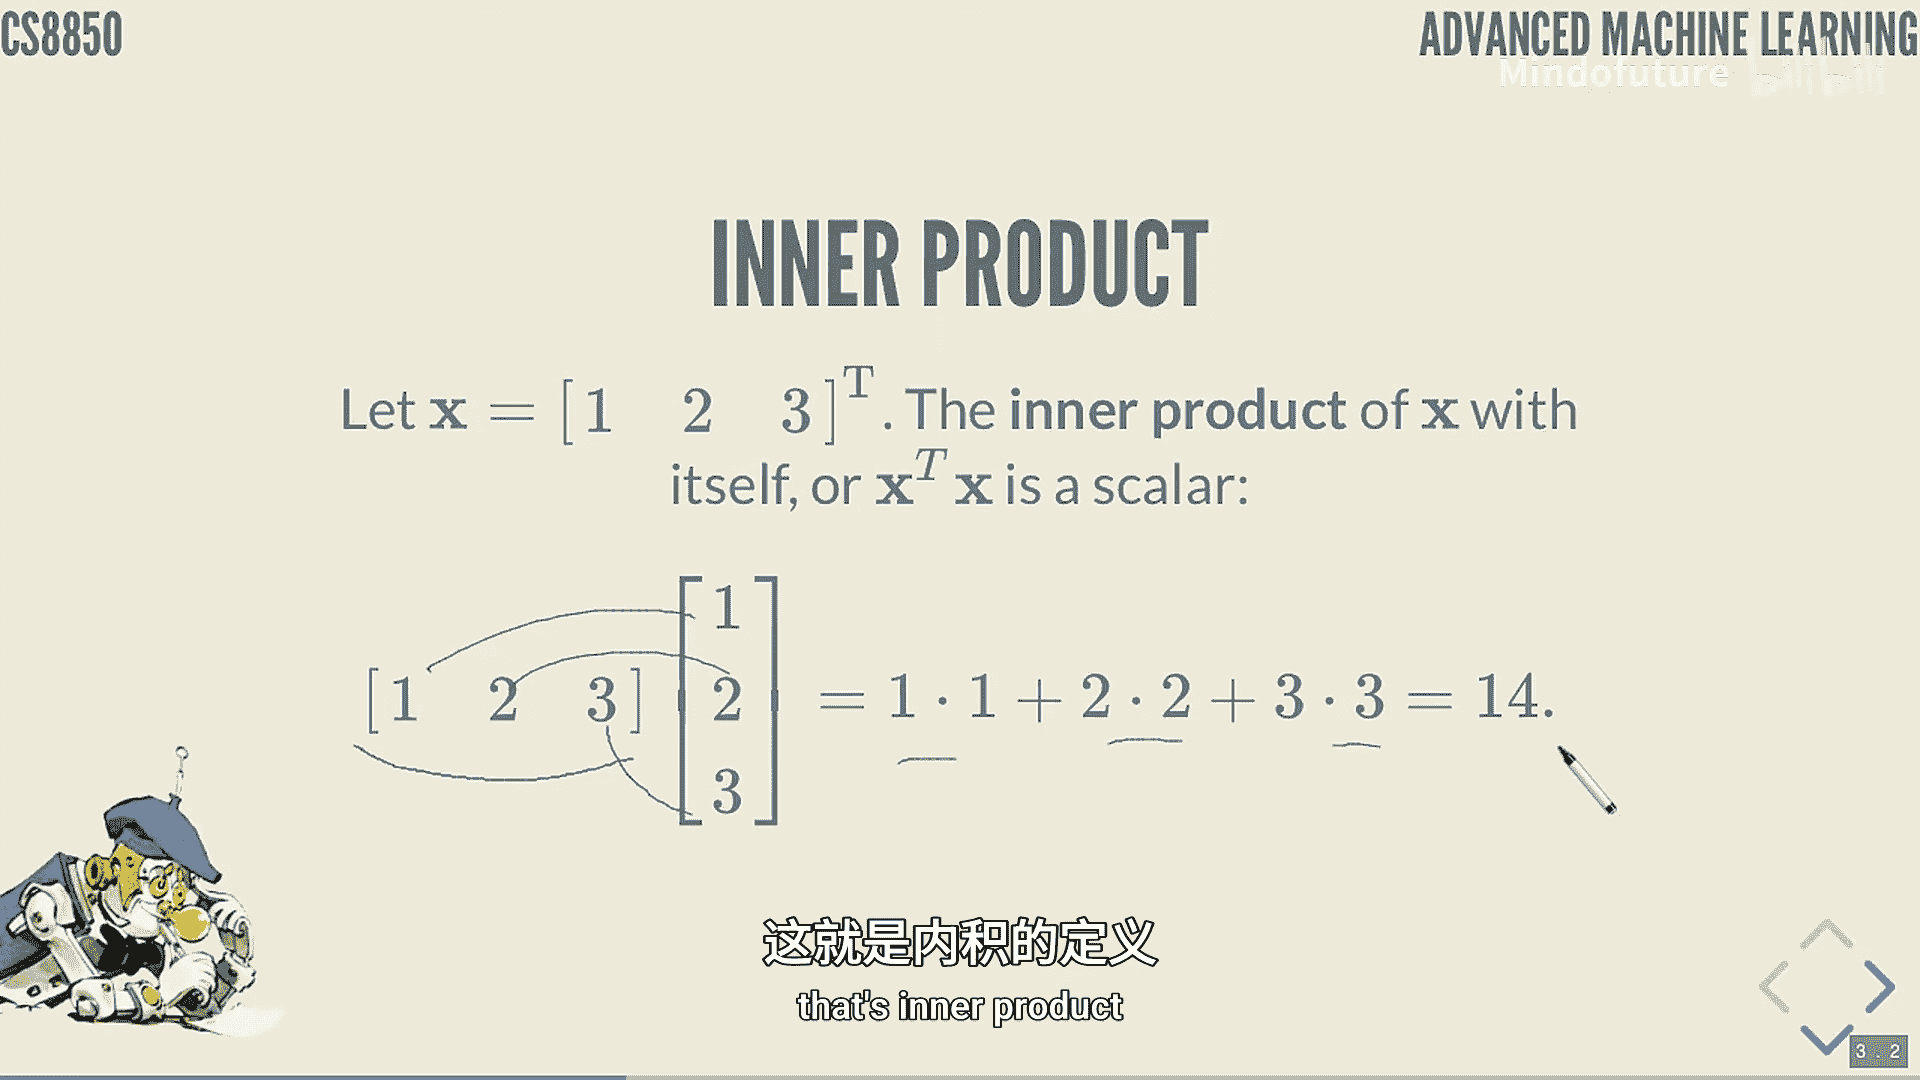 CS8850
ADVANCED MACHINE LEARNING
Mindofuture bilibili
INNER PRODUCT
Let x = [1 2 3]^T. The inner product of x with
itself, or x^T x is a scalar:
[1 2 3] [1 2 3] = 1 · 1 + 2 · 2 + 3 · 3 = 14.
这就是内积的定义
that's inner product
3 - 2